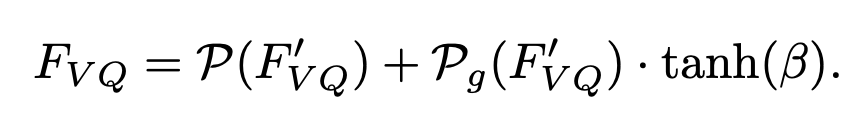 $F_{VQ} = \mathcal{P}(F'_{VQ}) + \mathcal{P}_g(F'_{VQ}) \cdot \tanh(\beta).$